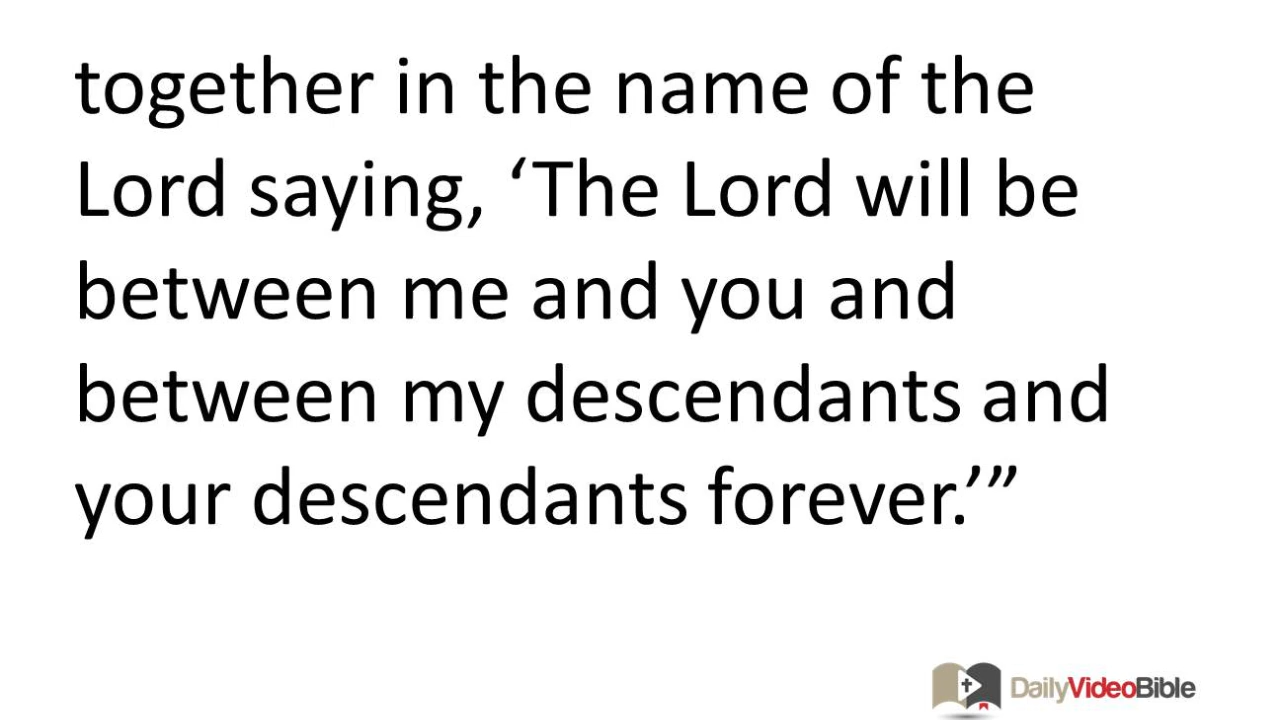 together in the name of the
Lord saying, ‘The Lord will be
between me and you and
between my descendants and
your descendants forever.’”
DailyVideoBible